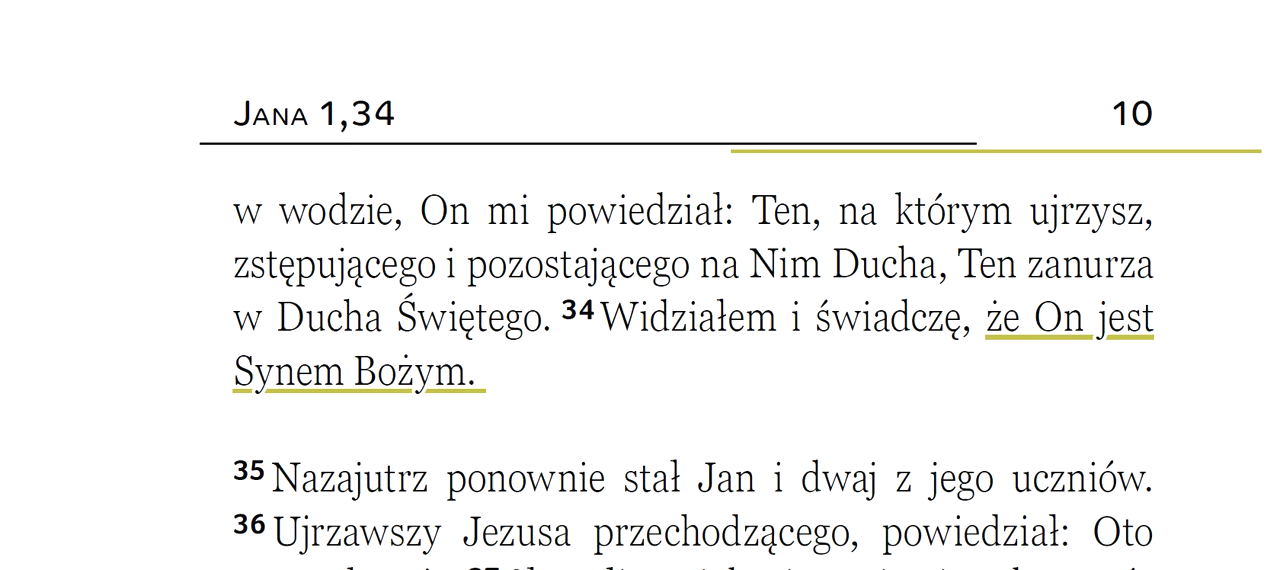 Jana 1,34 10
w wodzie, On mi powiedział: Ten, na którym ujrzysz,
zstępującego i pozostającego na Nim Ducha, Ten zanurza
w Ducha Świętego. 34 Widziałem i świadczę, że On jest
Synem Bożym.
35 Nazajutrz ponownie stał Jan i dwaj z jego uczniów.
36 Ujrzawszy Jezusa przechodzącego, powiedział: Oto